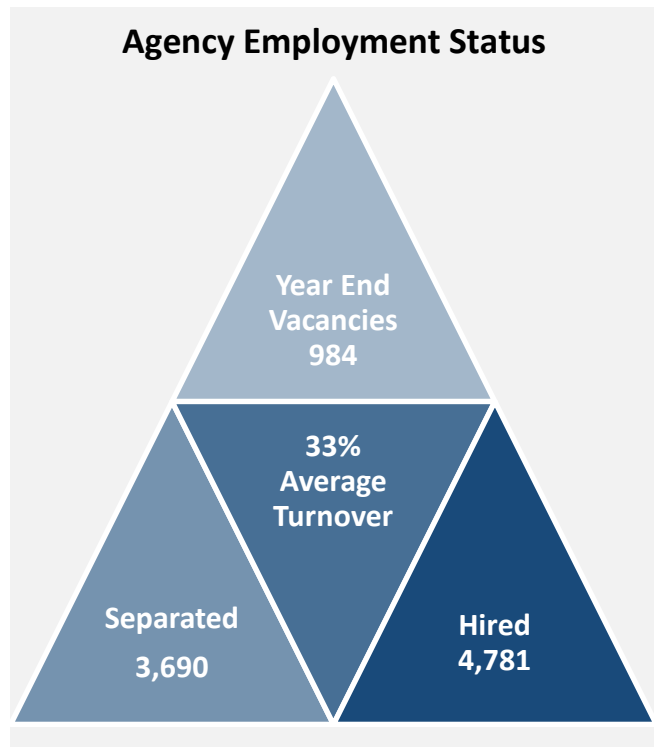 Agency Employment Status
Year End
Vacancies
984
33%
Average
Turnover
Separated
3,690
Hired
4,781